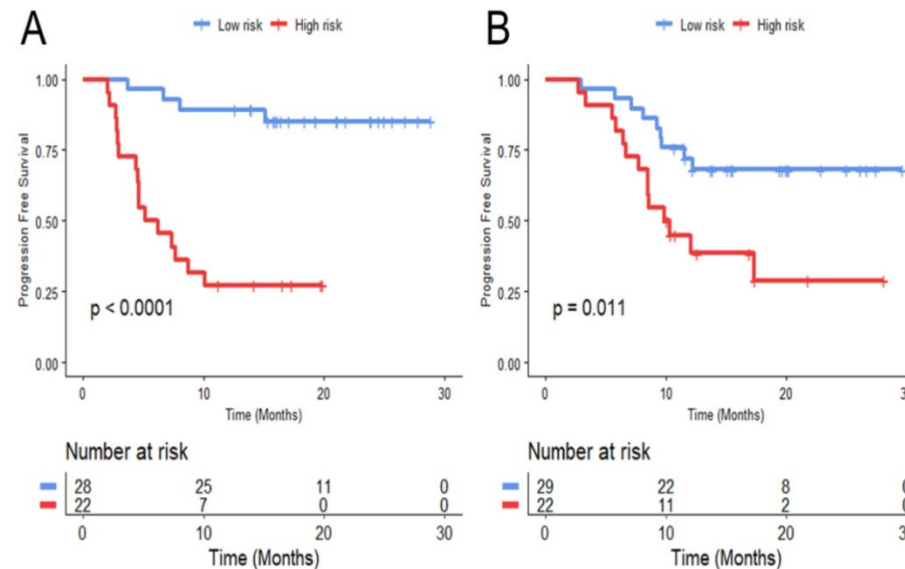 A
Low risk High risk
Progression Free Survival
1.00
0.75
0.50
0.25
0.00
p < 0.0001
0 10 20 30
Time (Months)
Number at risk
28 25 11 0
22 7 0 0
0 10 20 30
Time (Months)
B
Low risk High risk
Progression Free Survival
1.00
0.75
0.50
0.25
0.00
p = 0.011
0 10 20
Time (Months)
Number at risk
29 22 8
22 11 2
0 10 20
Time (Months)